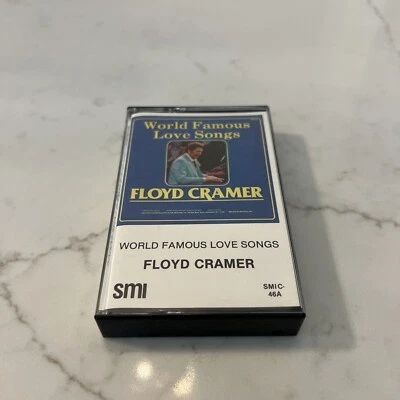 World Famous
Love Songs
FLOYD CRAMER
WORLD FAMOUS LOVE SONGS
FLOYD CRAMER
smi
SMIC-
46A